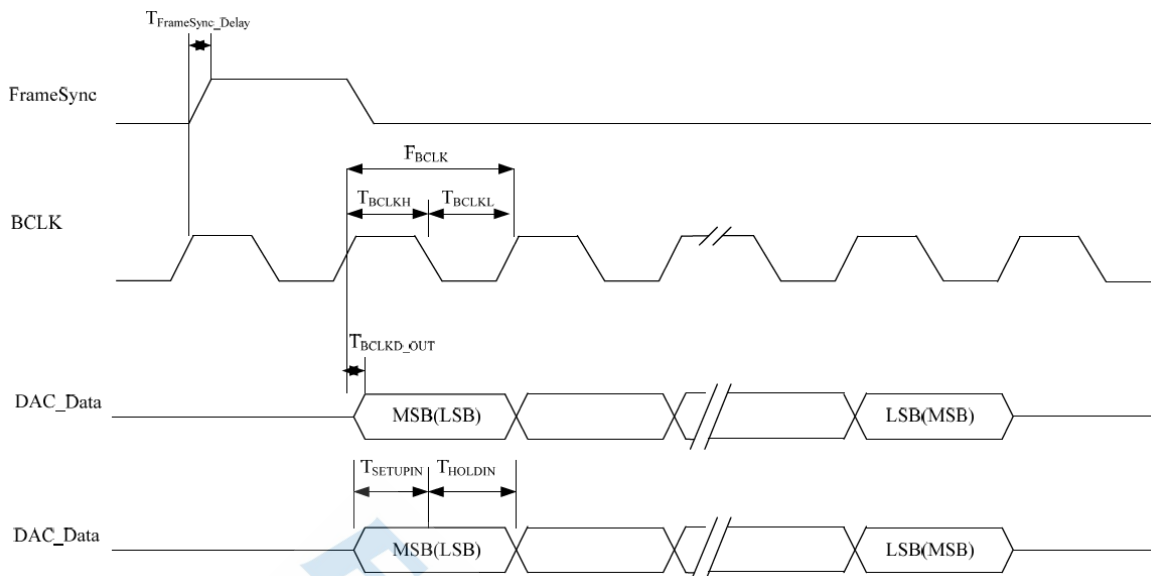 TFrameSync_Delay
FrameSync
FBCLK
TBCLKH TBCLKL
BCLK
TBCLKD_OUT
DAC_Data MSB(LSB) LSB(MSB)
TSETUPIN THOLDIN
DAC_Data MSB(LSB) LSB(MSB)